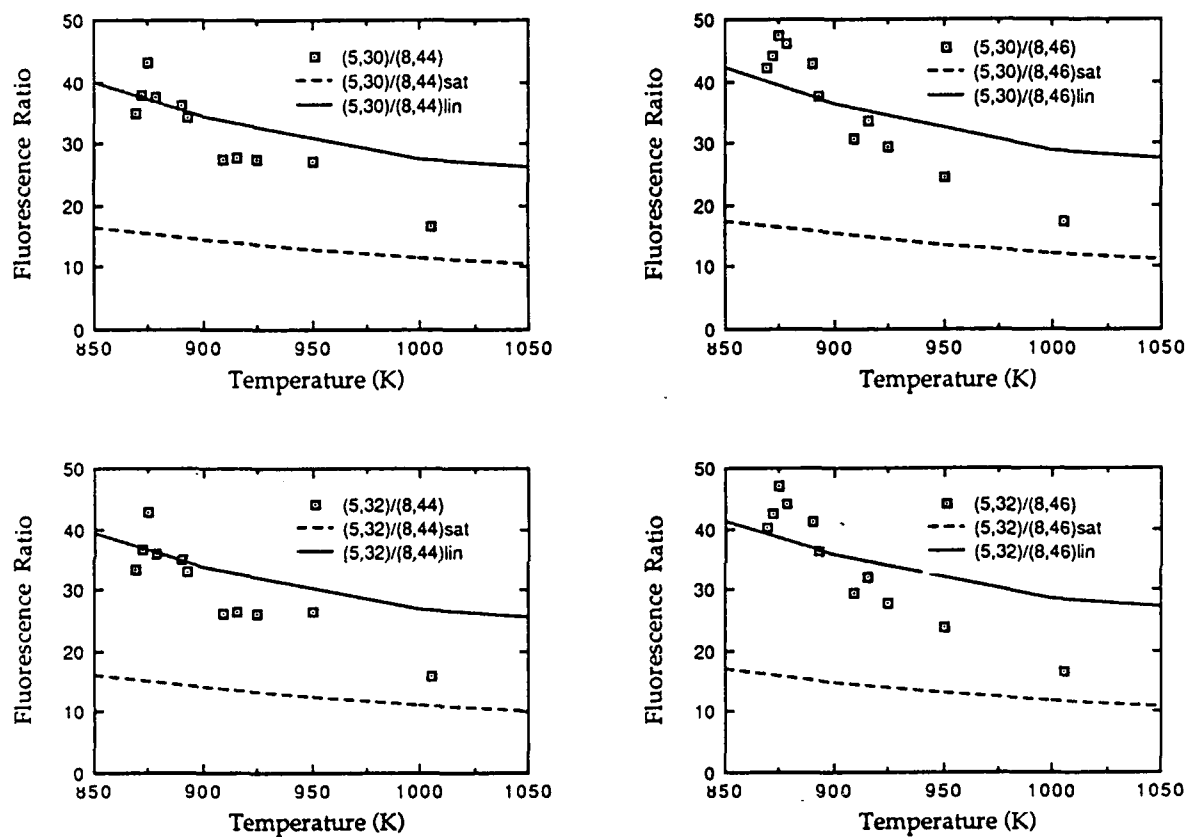 50
40
30
20
10
0
Fluorescence Ratio
(5,30)/(8,44)
(5,30)/(8,44)sat
(5,30)/(8,44)lin
850 900 950 1000 1050
Temperature (K)
50
40
30
20
10
0
Fluorescence Raito
(5,30)/(8,46)
(5,30)/(8,46)sat
(5,30)/(8,46)lin
850 900 950 1000 1050
Temperature (K)
50
40
30
20
10
0
Fluorescence Ratio
(5,32)/(8,44)
(5,32)/(8,44)sat
(5,32)/(8,44)lin
850 900 950 1000 1050
Temperature (K)
50
40
30
20
10
0
Fluorescence Ratio
(5,32)/(8,46)
(5,32)/(8,46)sat
(5,32)/(8,46)lin
850 900 950 1000 1050
Temperature (K)